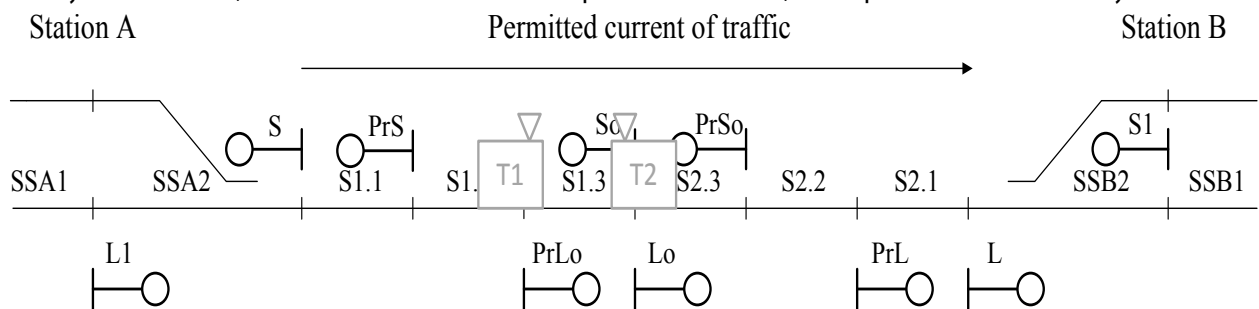 Station A Permitted current of traffic Station B
S PrS So PrSo S1
SSA1 SSA2 S1.1 S1. T1 S1.3 T2 S2.3 S2.2 S2.1 SSB2 SSB1
L1 PrLo Lo PrL L